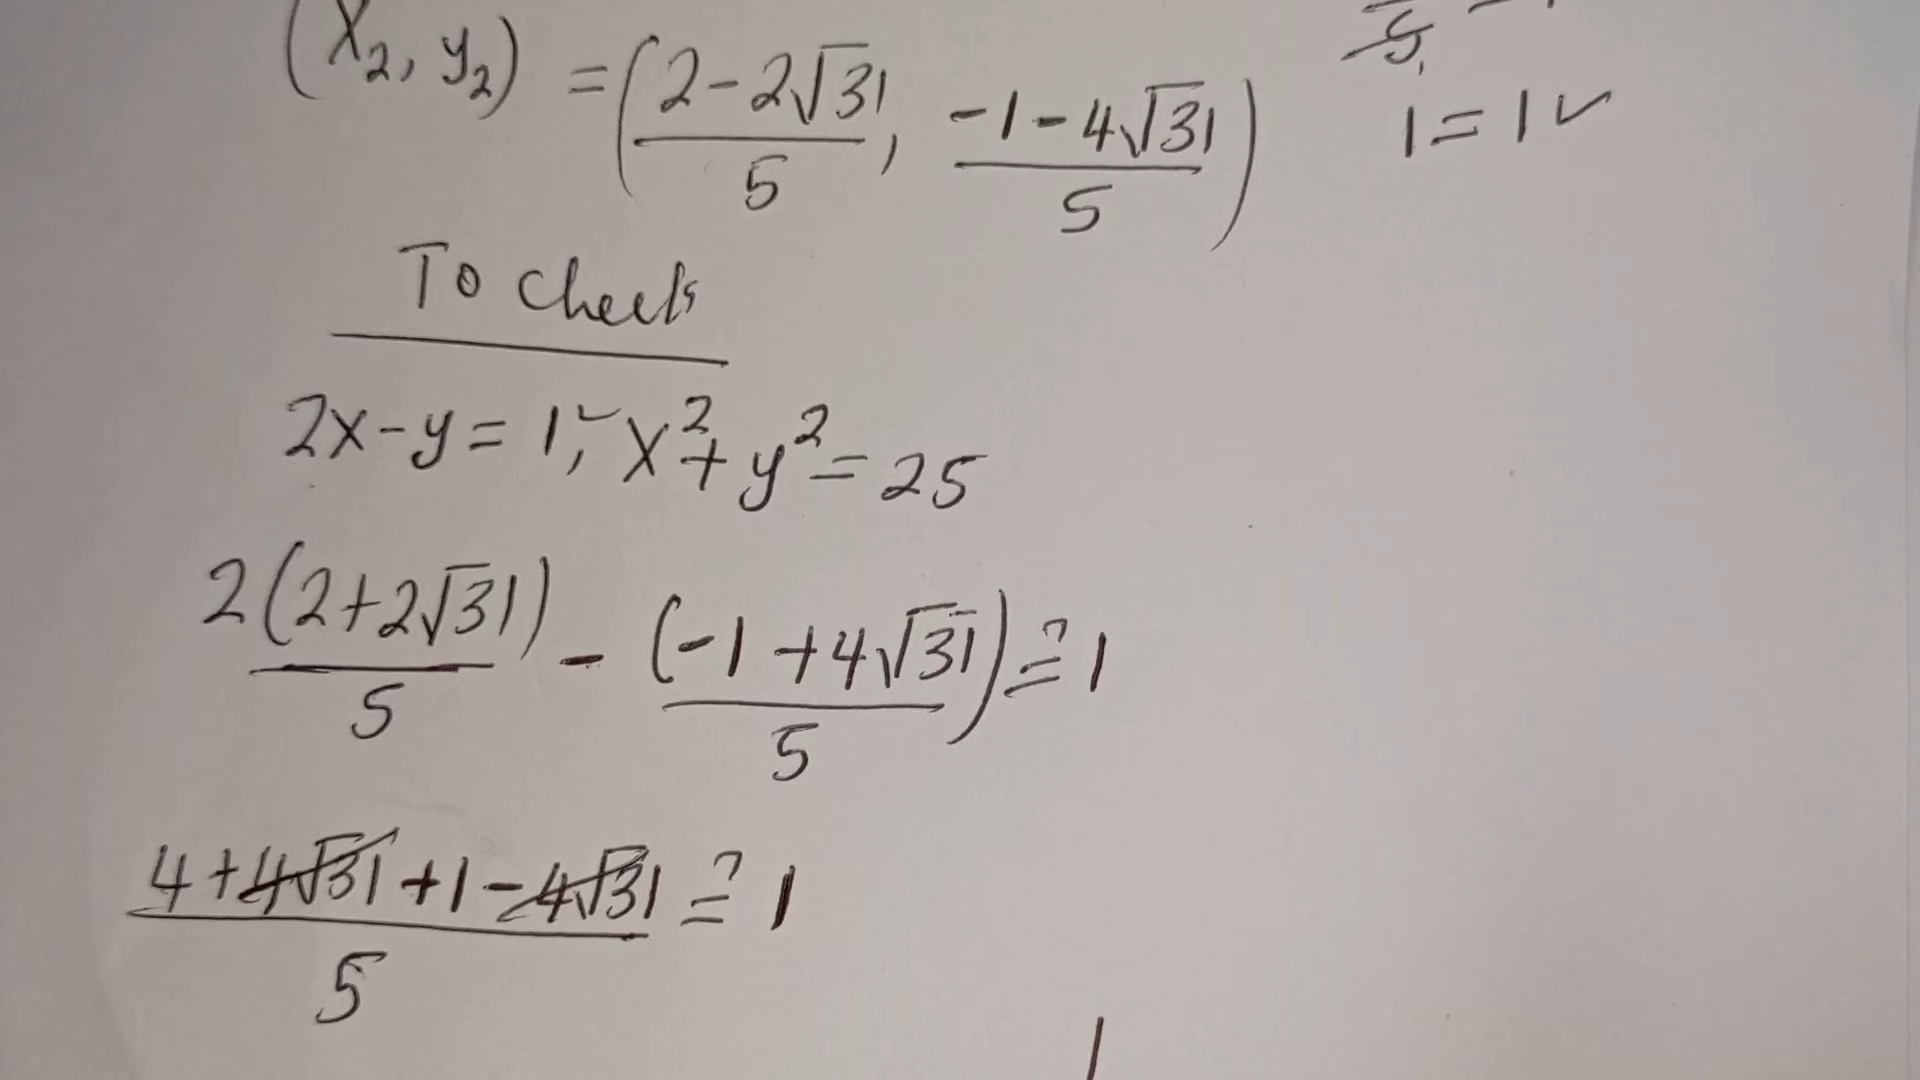 (x₂, y₂) = ((2-2√31)/5, (-1-4√31)/5)
1 = 1 ✓
To check
2x-y = 1, ✓ x²+y² = 25
2(2+2√31)/5 - (-1+4√31)/5 ≟ 1
(4+4√31+1-4√31)/5 ≟ 1